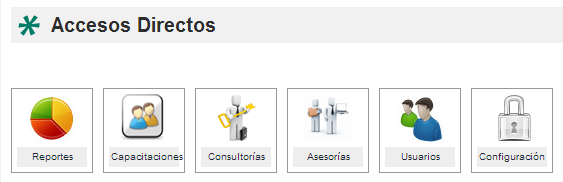 Accesos Directos
Reportes
Capacitaciones
Consultorías
Asesorías
Usuarios
Configuración